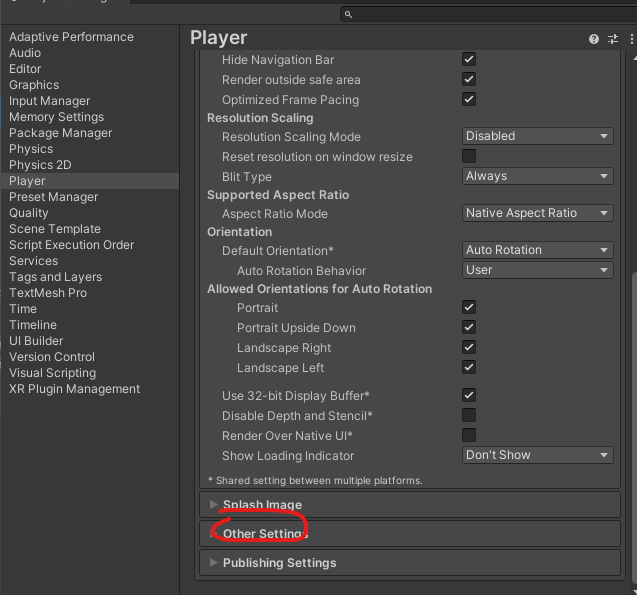 Adaptive Performance
Audio
Editor
Graphics
Input Manager
Memory Settings
Package Manager
Physics
Physics 2D
Player
Preset Manager
Quality
Scene Template
Script Execution Order
Services
Tags and Layers
TextMesh Pro
Time
Timeline
UI Builder
Version Control
Visual Scripting
XR Plugin Management
Player
Hide Navigation Bar
Render outside safe area
Optimized Frame Pacing
Resolution Scaling
Resolution Scaling Mode Disabled
Reset resolution on window resize
Blit Type Always
Supported Aspect Ratio
Aspect Ratio Mode Native Aspect Ratio
Orientation
Default Orientation* Auto Rotation
Auto Rotation Behavior User
Allowed Orientations for Auto Rotation
Portrait
Portrait Upside Down
Landscape Right
Landscape Left
Use 32-bit Display Buffer*
Disable Depth and Stencil*
Render Over Native UI*
Show Loading Indicator Don't Show
* Shared setting between multiple platforms.
Splash Image
Other Settings
Publishing Settings